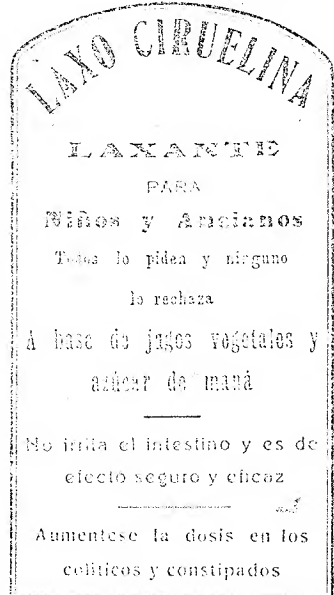 LAXO CIRUELINA
LAXANTE
PARA
Niños y Ancianos
Todos lo piden y ninguno
lo rechaza
A base de jugos vegetales y
azúcar de maná
No irrita el intestino y es de
efecto seguro y eficaz
Aumentese la dosis en los
colíticos y constipados